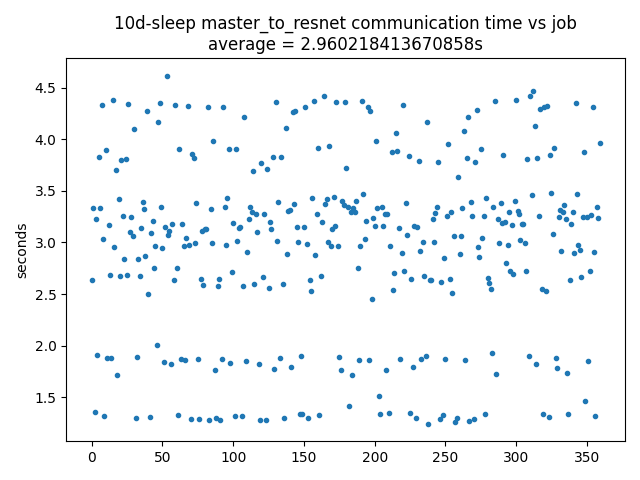 10d-sleep master_to_resnet communication time vs job
average = 2.960218413670858s
4.5
4.0
3.5
3.0
2.5
2.0
1.5
seconds
0 50 100 150 200 250 300 350